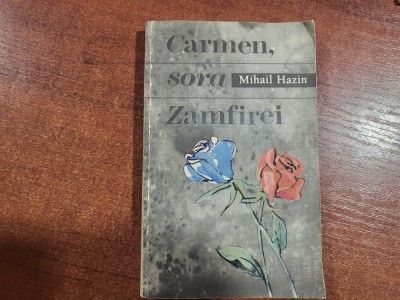 Carmen,
sora Mihail Hazin
Zamfirei